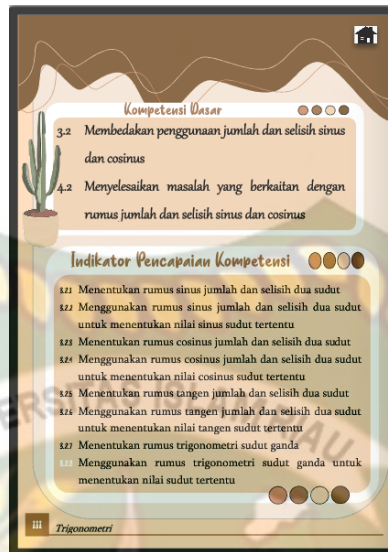 Kompetensi Dasar
3.2 Membedakan penggunaan jumlah dan selisih sinus
dan cosinus
4.2 Menyelesaikan masalah yang berkaitan dengan
rumus jumlah dan selisih sinus dan cosinus
Indikator Pencapaian Kompetensi
3.2.1 Menentukan rumus sinus jumlah dan selisih dua sudut
3.2.2 Menggunakan rumus sinus jumlah dan selisih dua sudut
untuk menentukan nilai sinus sudut tertentu
3.2.3 Menentukan rumus cosinus jumlah dan selisih dua sudut
3.2.4 Menggunakan rumus cosinus jumlah dan selisih dua sudut
untuk menentukan nilai cosinus sudut tertentu
3.2.5 Menentukan rumus tangen jumlah dan selisih dua sudut
3.2.6 Menggunakan rumus tangen jumlah dan selisih dua sudut
untuk menentukan nilai tangen sudut tertentu
3.2.7 Menentukan rumus trigonometri sudut ganda
3.2.8 Menggunakan rumus trigonometri sudut ganda untuk
menentukan nilai sudut tertentu
iii Trigonometri